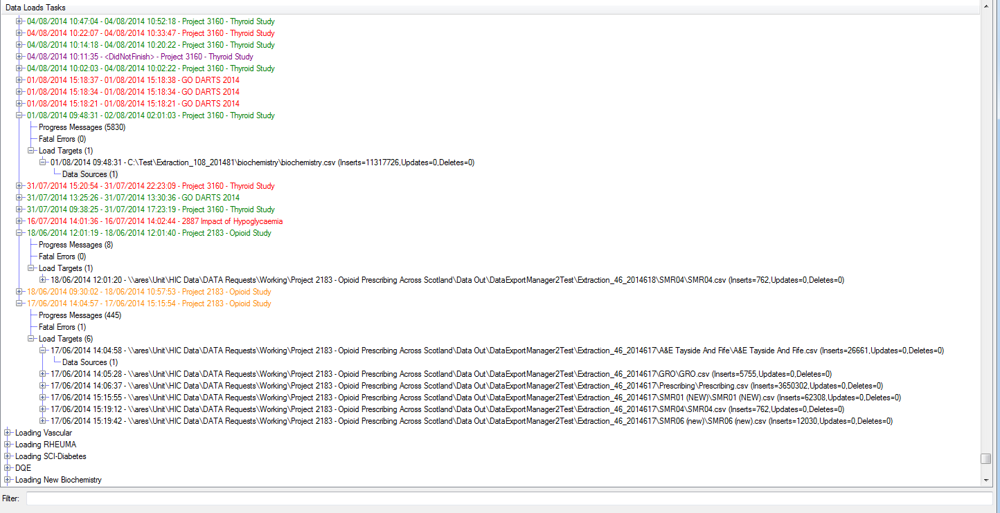 Data Loads Tasks
04/08/2014 10:47:04 - 04/08/2014 10:52:18 - Project 3160 - Thyroid Study
04/08/2014 10:22:07 - 04/08/2014 10:33:47 - Project 3160 - Thyroid Study
04/08/2014 10:14:18 - 04/08/2014 10:20:22 - Project 3160 - Thyroid Study
04/08/2014 10:11:35 - <DidNotFinish> - Project 3160 - Thyroid Study
04/08/2014 10:02:03 - 04/08/2014 10:02:22 - Project 3160 - Thyroid Study
01/08/2014 15:18:37 - 01/08/2014 15:18:38 - GO DARTS 2014
01/08/2014 15:18:34 - 01/08/2014 15:18:34 - GO DARTS 2014
01/08/2014 15:18:21 - 01/08/2014 15:18:21 - GO DARTS 2014
01/08/2014 09:48:31 - 02/08/2014 02:01:03 - Project 3160 - Thyroid Study
Progress Messages (5830)
Fatal Errors (0)
Load Targets (1)
01/08/2014 09:48:31 - C:\Test\Extraction_108_201481\biochemistry\biochemistry.csv (Inserts=11317726,Updates=0,Deletes=0)
Data Sources (1)
31/07/2014 15:20:54 - 31/07/2014 22:23:09 - Project 3160 - Thyroid Study
31/07/2014 13:25:26 - 31/07/2014 13:30:36 - GO DARTS 2014
31/07/2014 09:38:25 - 31/07/2014 17:23:19 - Project 3160 - Thyroid Study
16/07/2014 14:01:36 - 16/07/2014 14:02:44 - 2887 Impact of Hypoglycaemia
18/06/2014 12:01:19 - 18/06/2014 12:01:40 - Project 2183 - Opioid Study
Progress Messages (8)
Fatal Errors (0)
Load Targets (1)
18/06/2014 12:01:20 - \\ares\Unit\HIC Data\DATA Requests\Working\Project 2183 - Opioid Prescribing Across Scotland\Data Out\DataExportManager2Test\Extraction_46_2014618\SMR04\SMR04.csv (Inserts=762,Updates=0,Deletes=0)
18/06/2014 09:30:02 - 18/06/2014 10:57:53 - Project 2183 - Opioid Study
17/06/2014 14:04:57 - 17/06/2014 15:15:54 - Project 2183 - Opioid Study
Progress Messages (445)
Fatal Errors (1)
Load Targets (6)
17/06/2014 14:04:58 - \\ares\Unit\HIC Data\DATA Requests\Working\Project 2183 - Opioid Prescribing Across Scotland\Data Out\DataExportManager2Test\Extraction_46_2014617\A&E Tayside And Fife\A&E Tayside And Fife.csv (Inserts=26661,Updates=0,Deletes=0)
Data Sources (1)
17/06/2014 14:05:28 - \\ares\Unit\HIC Data\DATA Requests\Working\Project 2183 - Opioid Prescribing Across Scotland\Data Out\DataExportManager2Test\Extraction_46_2014617\GRO\GRO.csv (Inserts=5755,Updates=0,Deletes=0)
17/06/2014 14:06:37 - \\ares\Unit\HIC Data\DATA Requests\Working\Project 2183 - Opioid Prescribing Across Scotland\Data Out\DataExportManager2Test\Extraction_46_2014617\Prescribing\Prescribing.csv (Inserts=3650302,Updates=0,Deletes=0)
17/06/2014 15:15:55 - \\ares\Unit\HIC Data\DATA Requests\Working\Project 2183 - Opioid Prescribing Across Scotland\Data Out\DataExportManager2Test\Extraction_46_2014617\SMR01 (NEW)\SMR01 (NEW).csv (Inserts=62308,Updates=0,Deletes=0)
17/06/2014 15:19:12 - \\ares\Unit\HIC Data\DATA Requests\Working\Project 2183 - Opioid Prescribing Across Scotland\Data Out\DataExportManager2Test\Extraction_46_2014617\SMR04\SMR04.csv (Inserts=762,Updates=0,Deletes=0)
17/06/2014 15:19:42 - \\ares\Unit\HIC Data\DATA Requests\Working\Project 2183 - Opioid Prescribing Across Scotland\Data Out\DataExportManager2Test\Extraction_46_2014617\SMR06 (new)\SMR06 (new).csv (Inserts=12030,Updates=0,Deletes=0)
Loading Vascular
Loading RHEUMA
Loading SCI-Diabetes
DQE
Loading New Biochemistry
Filter: